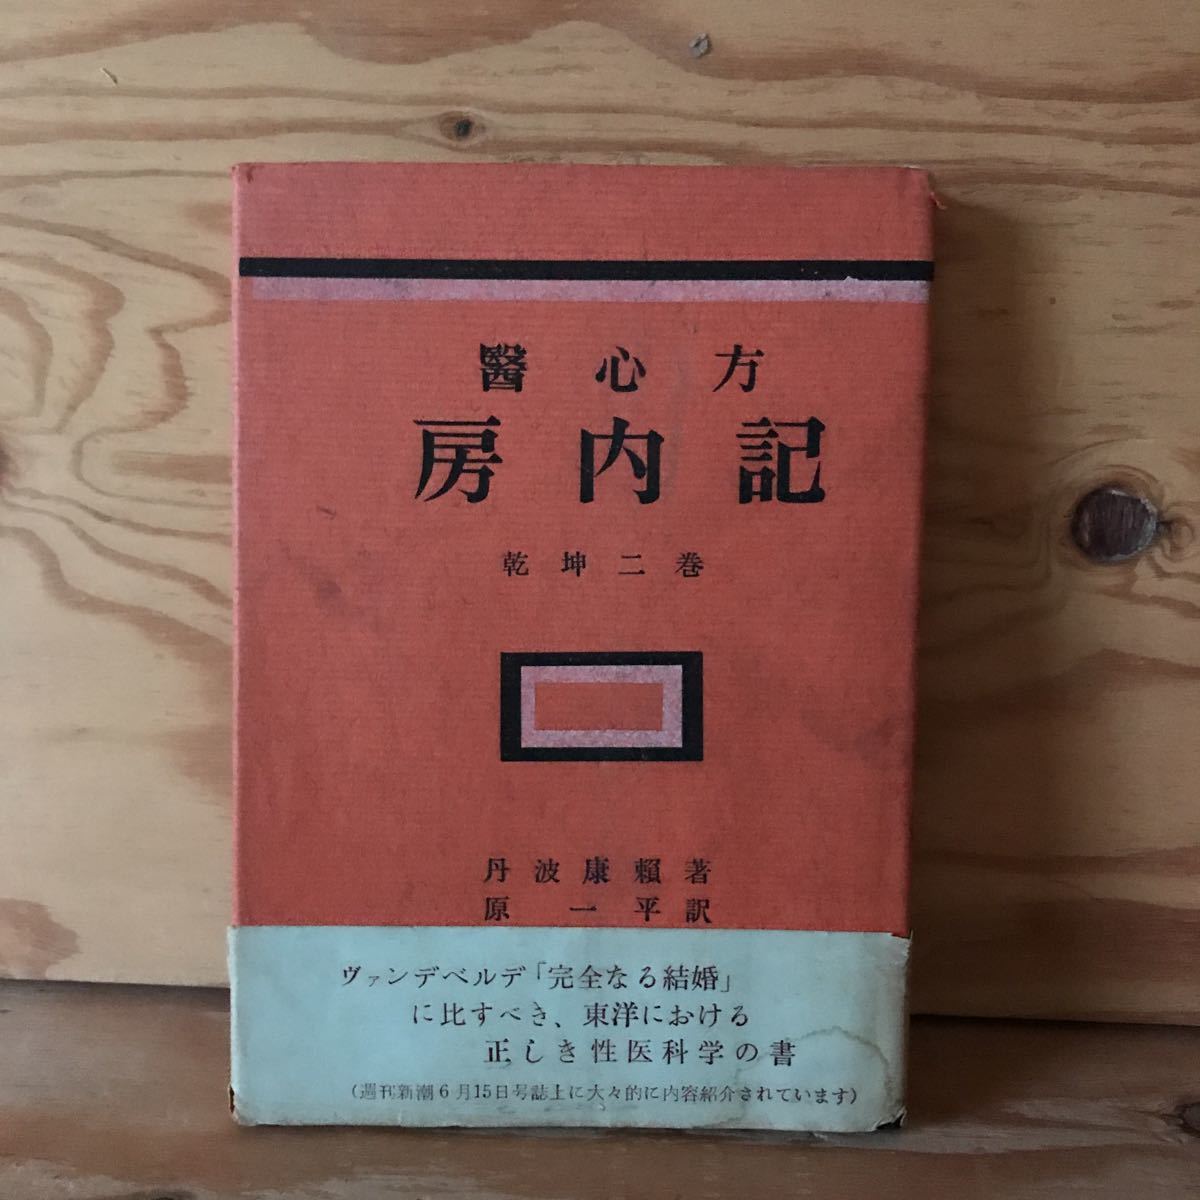 醫心方
房内記
乾坤二巻
丹波康賴著
原一平訳
ヴァンデベルデ「完全なる結婚」
に比すべき、東洋における
正しき性医科学の書
(週刊新潮6月15日号誌上に大々的に内容紹介されています)